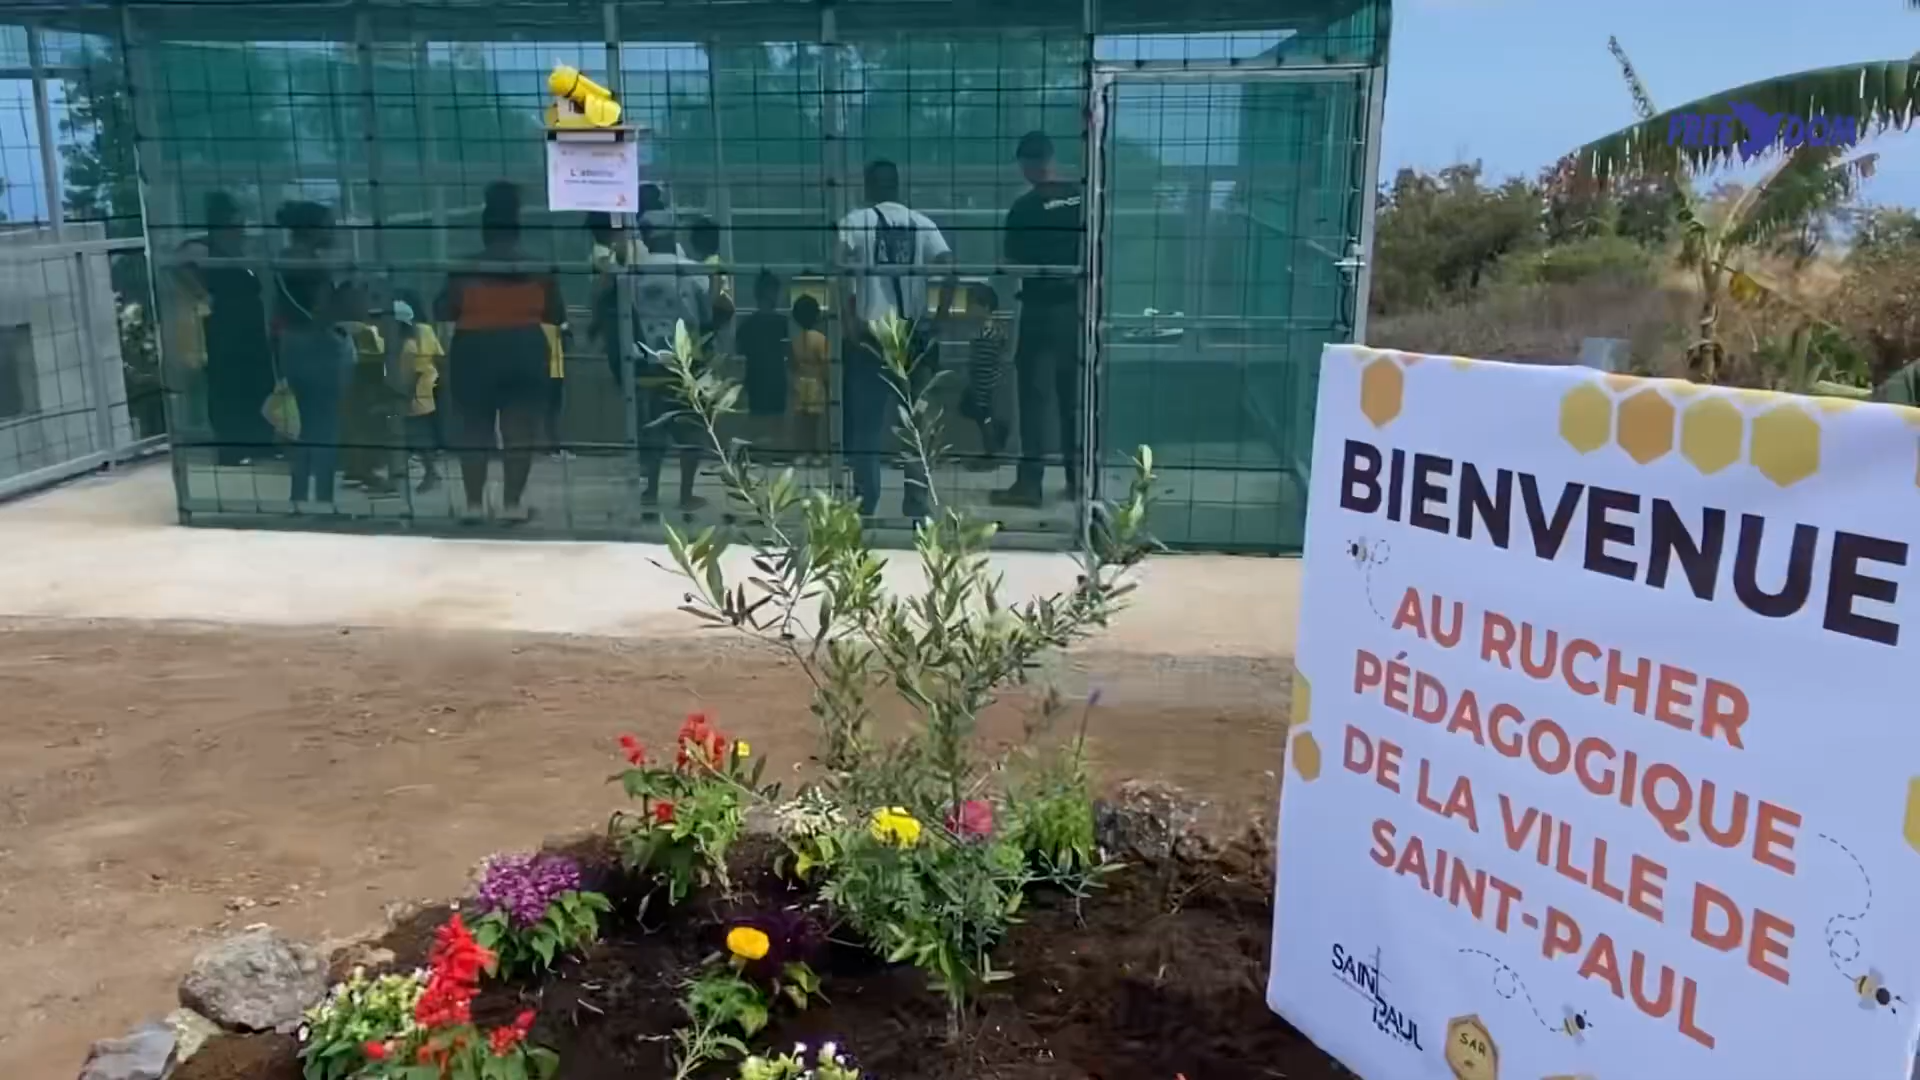 FREEDOM
BIENVENUE
AU RUCHER
PÉDAGOGIQUE
DE LA VILLE DE
SAINT-PAUL
SAINT
PAUL
SAR